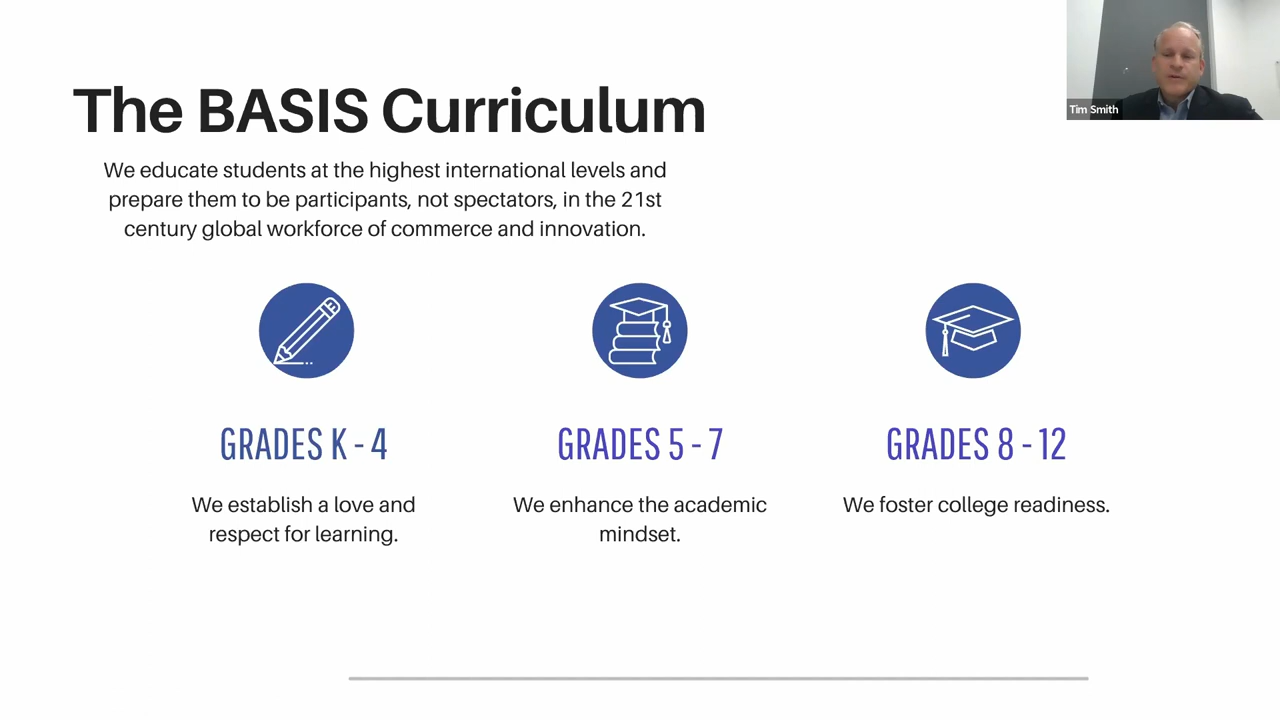 The BASIS Curriculum
We educate students at the highest international levels and
prepare them to be participants, not spectators, in the 21st
century global workforce of commerce and innovation.
Tim Smith
GRADES K - 4
We establish a love and
respect for learning.
GRADES 5 - 7
We enhance the academic
mindset.
GRADES 8 - 12
We foster college readiness.